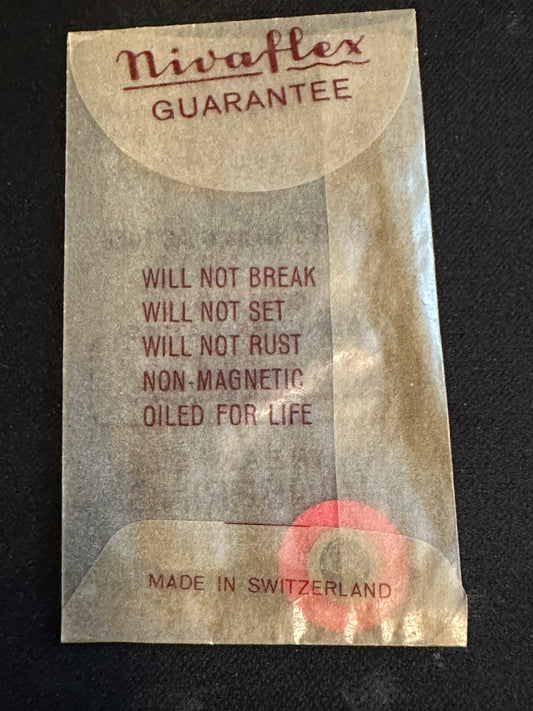 Nivaflex
GUARANTEE
WILL NOT BREAK
WILL NOT SET
WILL NOT RUST
NON-MAGNETIC
OILED FOR LIFE
MADE IN SWITZERLAND